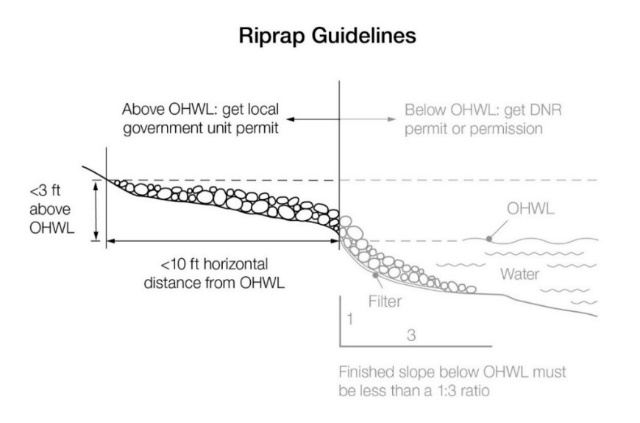 Riprap Guidelines
Above OHWL: get local
government unit permit
Below OHWL: get DNR
permit or permission
<3 ft
above
OHWL
OHWL
<10 ft horizontal
distance from OHWL
Water
Filter
1
3
Finished slope below OHWL must
be less than a 1:3 ratio